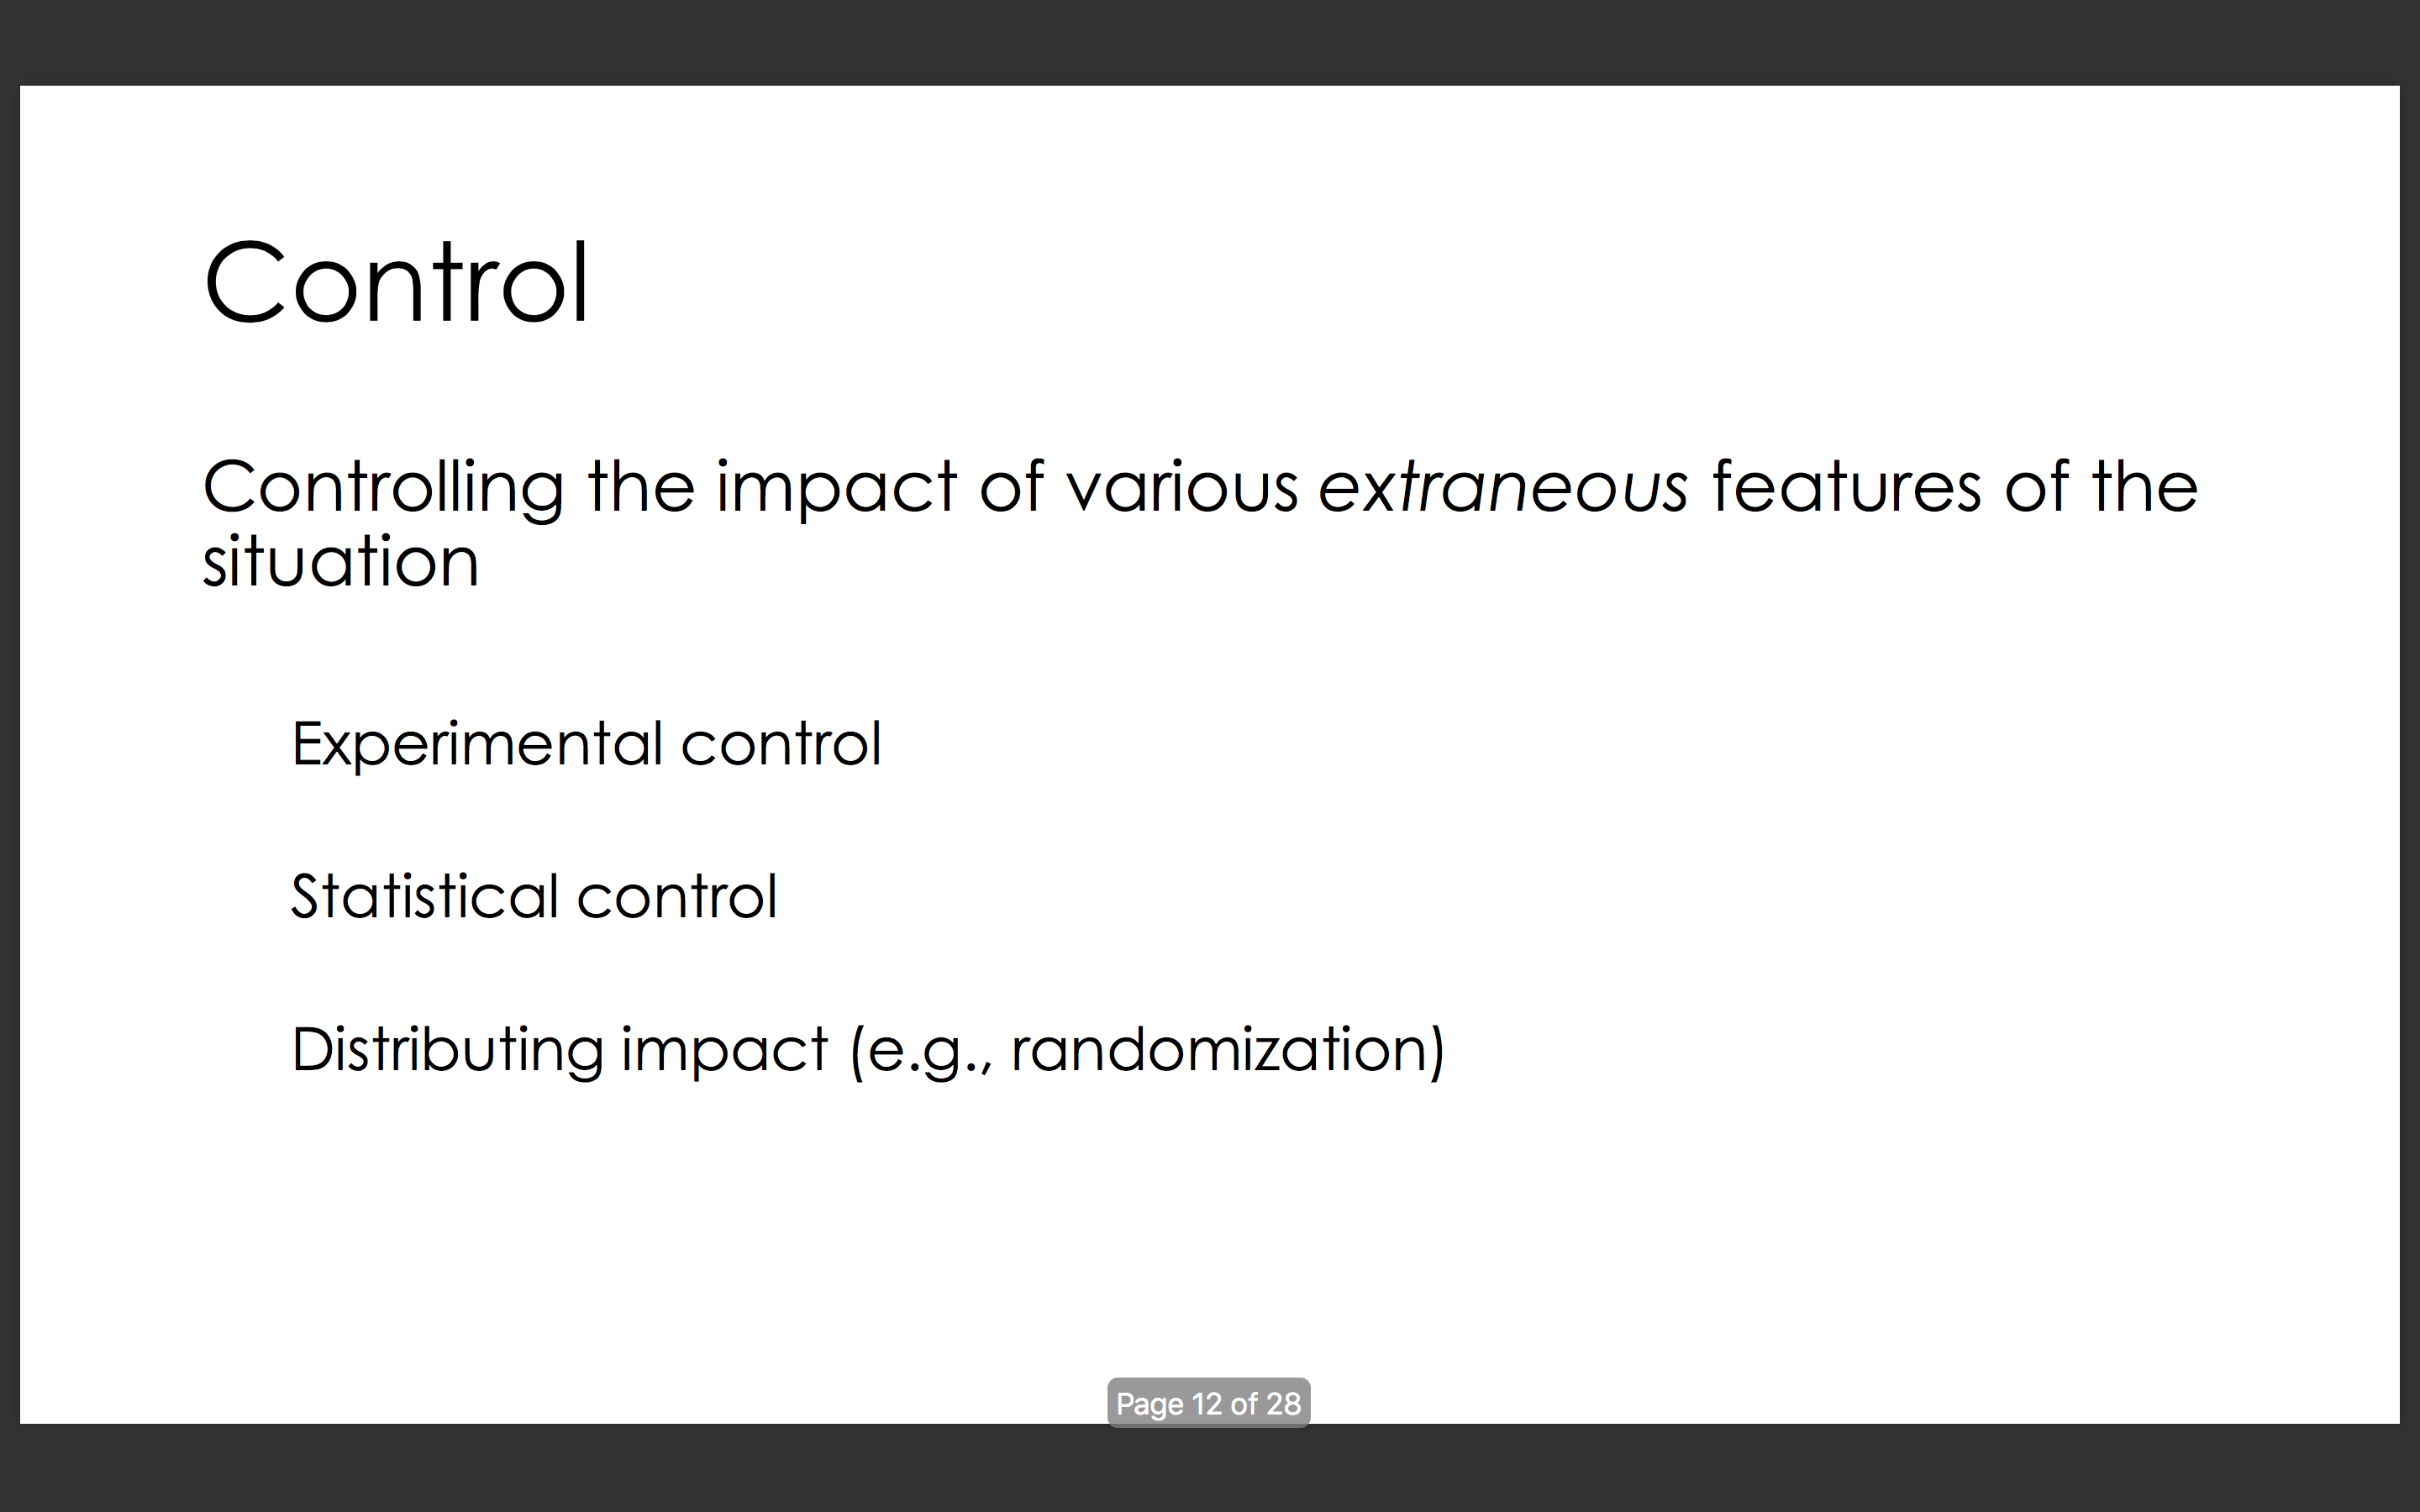 Control
Controlling the impact of various extraneous features of the
situation
Experimental control
Statistical control
Distributing impact (e.g., randomization)
Page 12 of 28